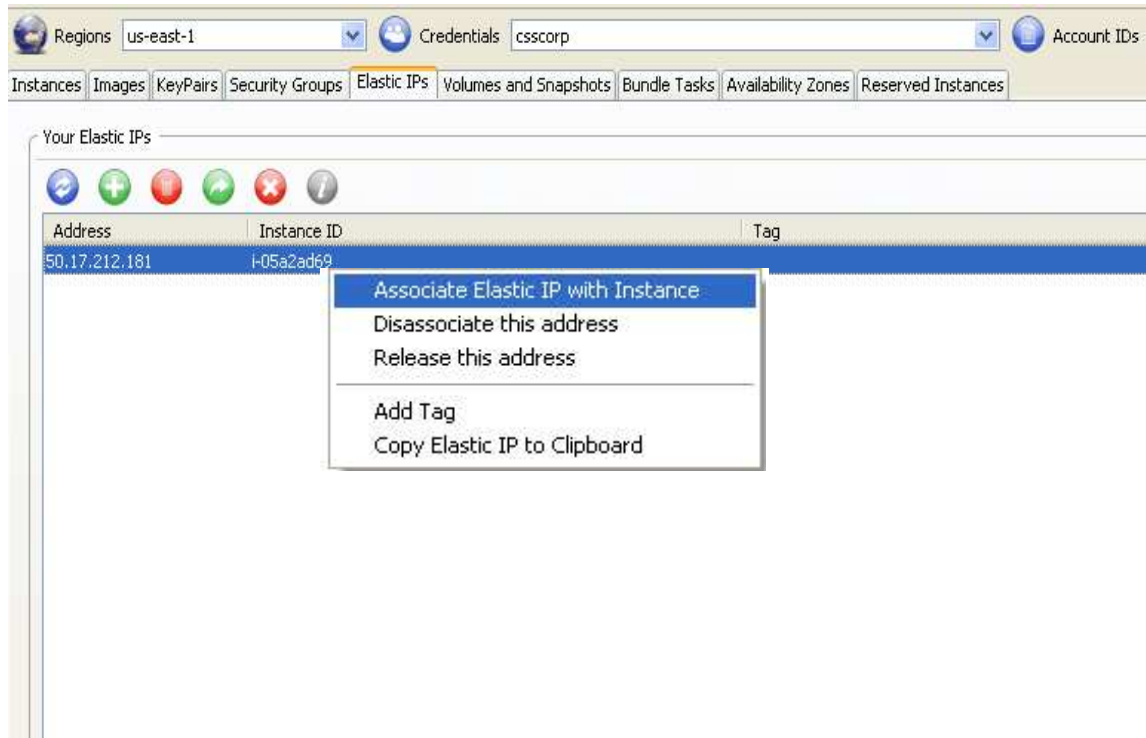 Regions us-east-1 Credentials csscorp Account IDs
Instances Images KeyPairs Security Groups Elastic IPs Volumes and Snapshots Bundle Tasks Availability Zones Reserved Instances
Your Elastic IPs
Address Instance ID Tag
50.17.212.181 i-05a2ad69
Associate Elastic IP with Instance
Disassociate this address
Release this address
Add Tag
Copy Elastic IP to Clipboard